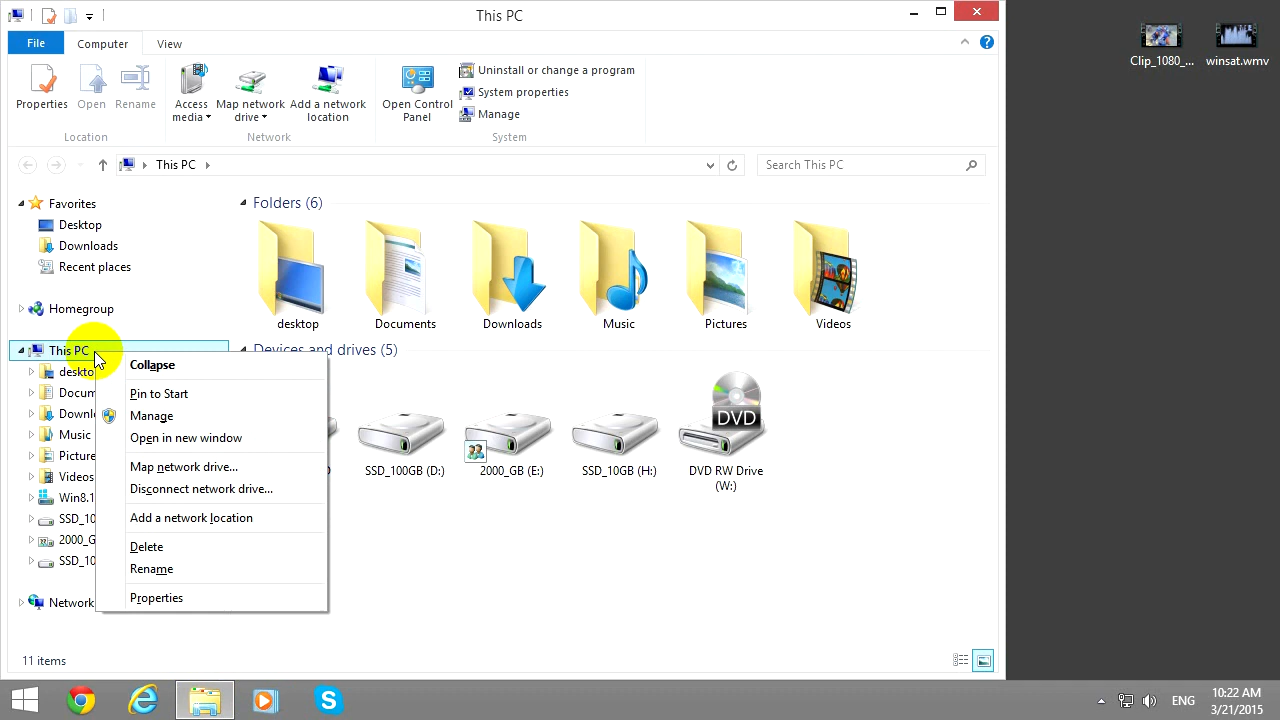 This PC
File
Computer
View
Properties
Open
Rename
Access media
Map network drive
Add a network location
Open Control Panel
Uninstall or change a program
System properties
Manage
Location
Network
System
This PC
Search This PC
Favorites
Desktop
Downloads
Recent places
Homegroup
This PC
deskto
Docum
Downl
Music
Picture
Videos
Win8.1
SSD_10
2000_G
SSD_10
Network
Collapse
Pin to Start
Manage
Open in new window
Map network drive...
Disconnect network drive...
Add a network location
Delete
Rename
Properties
Folders (6)
desktop
Documents
Downloads
Music
Pictures
Videos
Devices and drives (5)
SSD_100GB (D:)
2000_GB (E:)
SSD_10GB (H:)
DVD
DVD RW Drive
(W:)
11 items
Clip_1080_...
winsat.wmv
ENG
10:22 AM
3/21/2015